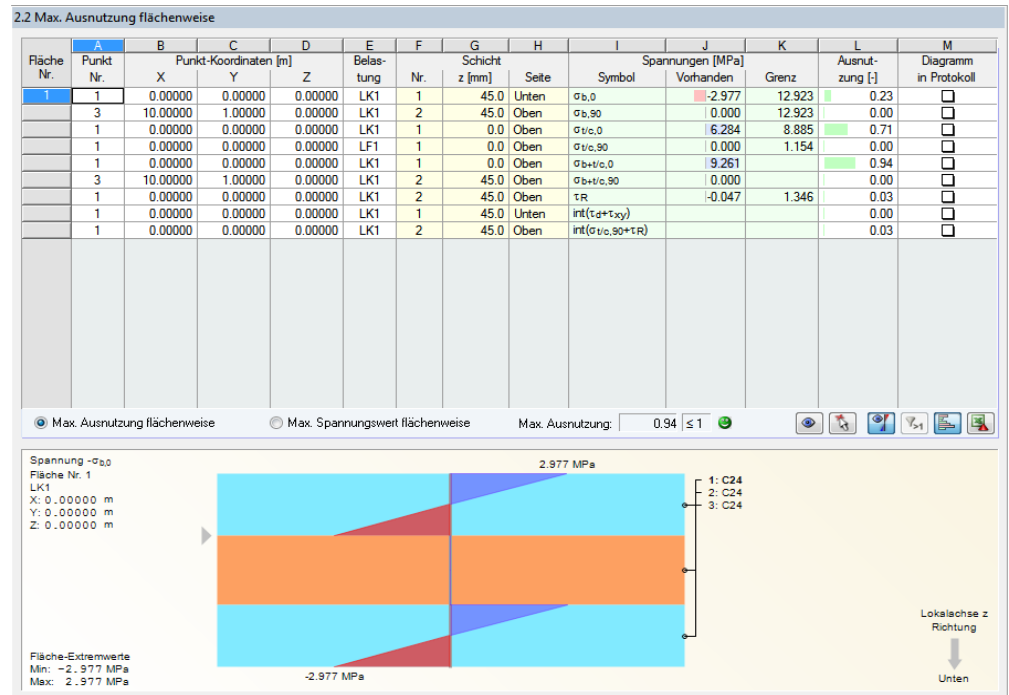 2.2 Max. Ausnutzung flächenweise
A B C D E F G H I J K L M
Fläche Punkt Punkt-Koordinaten [m] Belas- Schicht Spannungen [MPa] Ausnut- Diagramm
Nr. Nr. X Y Z tung Nr. z [mm] Seite Symbol Vorhanden Grenz zung [-] in Protokoll
1 1 0.00000 0.00000 0.00000 LK1 1 45.0 Unten σb,0 -2.977 12.923 0.23
3 10.00000 1.00000 0.00000 LK1 2 45.0 Oben σb,90 0.000 12.923 0.00
1 0.00000 0.00000 0.00000 LK1 1 0.0 Oben σt/c,0 6.284 8.885 0.71
1 0.00000 0.00000 0.00000 LF1 1 0.0 Oben σt/c,90 0.000 1.154 0.00
1 0.00000 0.00000 0.00000 LK1 1 0.0 Oben σb+t/c,0 9.261 0.94
3 10.00000 1.00000 0.00000 LK1 2 45.0 Oben σb+t/c,90 0.000 0.00
1 0.00000 0.00000 0.00000 LK1 2 45.0 Oben τR -0.047 1.346 0.03
1 0.00000 0.00000 0.00000 LK1 1 45.0 Unten int(τd+τxy) 0.00
1 0.00000 0.00000 0.00000 LK1 2 45.0 Oben int(σt/c,90+τR) 0.03
Max. Ausnutzung flächenweise Max. Spannungswert flächenweise Max. Ausnutzung: 0.94 ≤ 1
Spannung -σb,0
Fläche Nr. 1
LK1
X: 0.00000 m
Y: 0.00000 m
Z: 0.00000 m
2.977 MPa
1: C24
2: C24
3: C24
Lokalachse z
Richtung
Unten
Fläche-Extremwerte
Min: -2.977 MPa
Max: 2.977 MPa
-2.977 MPa